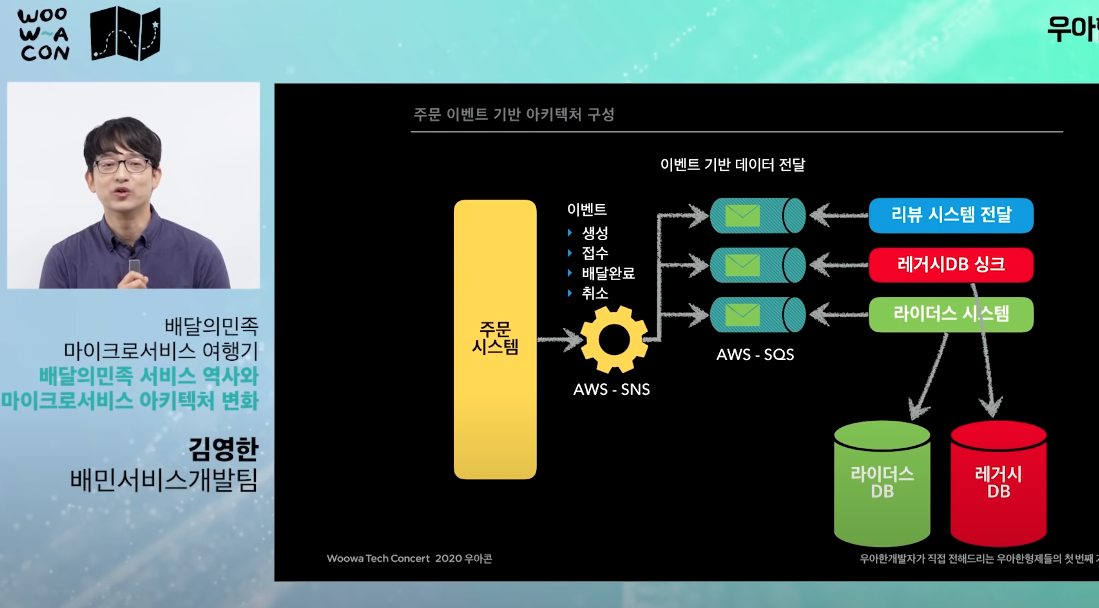 WOO
W~A
CON
우아
주문 이벤트 기반 아키텍처 구성
이벤트 기반 데이터 전달
이벤트
생성
접수
배달완료
취소
주문
시스템
AWS - SNS
AWS - SQS
리뷰 시스템 전달
레거시DB 싱크
라이더스 시스템
라이더스
DB
레거시
DB
Woowa Tech Concert 2020 우아콘
우아한개발자가 직접 전해드리는 우아한형제들의 첫 번째
배달의민족
마이크로서비스 여행기
배달의민족 서비스 역사와
마이크로서비스 아키텍처 변화
김영한
배민서비스개발팀